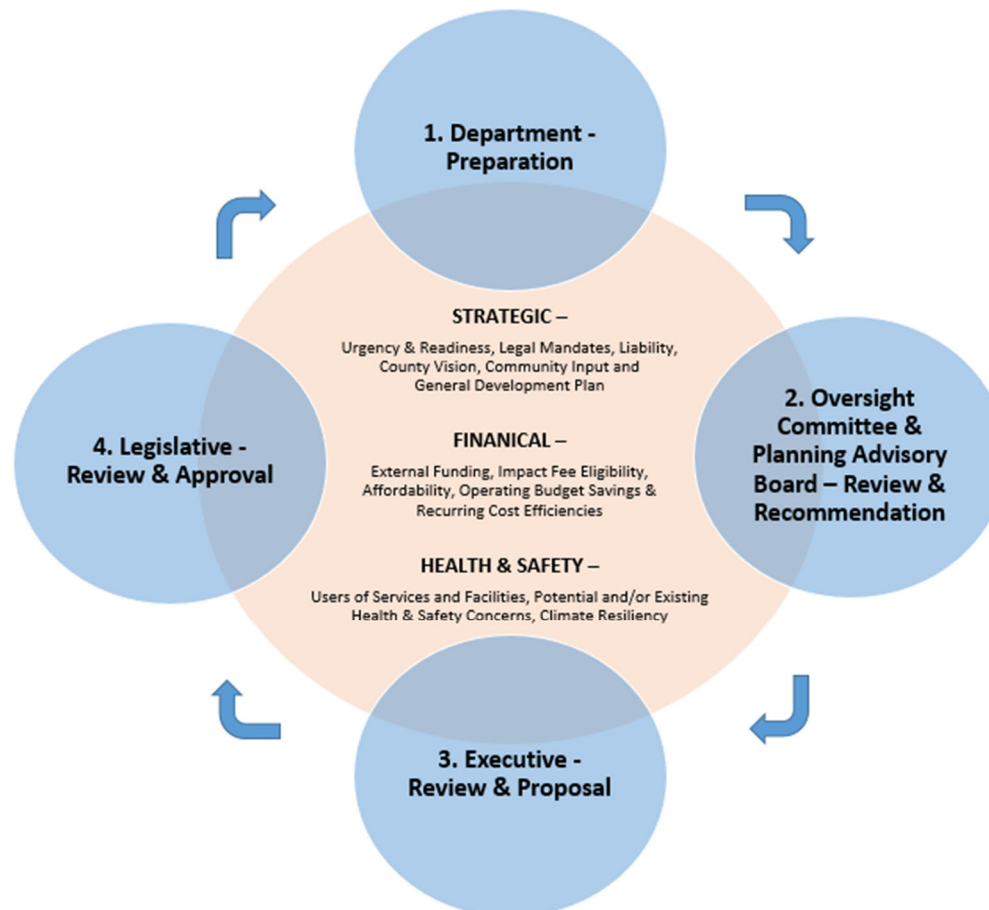 1. Department -
Preparation
STRATEGIC –
Urgency & Readiness, Legal Mandates, Liability,
County Vision, Community Input and
General Development Plan
2. Oversight
Committee &
Planning Advisory
Board – Review &
Recommendation
4. Legislative -
Review & Approval
FINANICAL –
External Funding, Impact Fee Eligibility,
Affordability, Operating Budget Savings &
Recurring Cost Efficiencies
HEALTH & SAFETY –
Users of Services and Facilities, Potential and/or Existing
Health & Safety Concerns, Climate Resiliency
3. Executive -
Review & Proposal